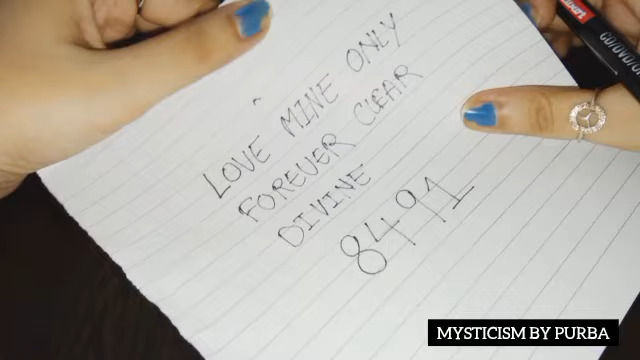 LOVE MINE ONLY
FOREVER CLEAR
DIVINE
8491
MYSTICISM BY PURBA